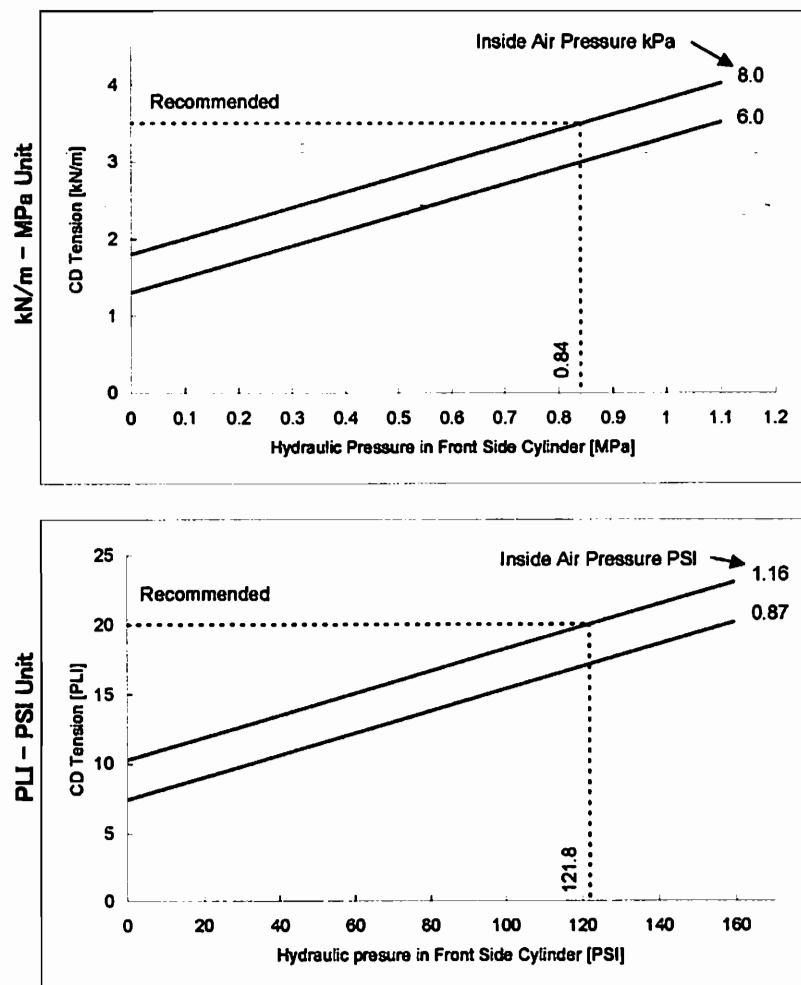 Inside Air Pressure kPa
8.0
6.0
Recommended
kN/m – MPa Unit
CD Tension [kN/m]
4
3
2
1
0
0.84
0 0.1 0.2 0.3 0.4 0.5 0.6 0.7 0.8 0.9 1 1.1 1.2
Hydraulic Pressure in Front Side Cylinder [MPa]
Inside Air Pressure PSI
1.16
0.87
Recommended
PLI – PSI Unit
CD Tension [PLI]
25
20
15
10
5
0
121.8
0 20 40 60 80 100 120 140 160
Hydraulic presure in Front Side Cylinder [PSI]